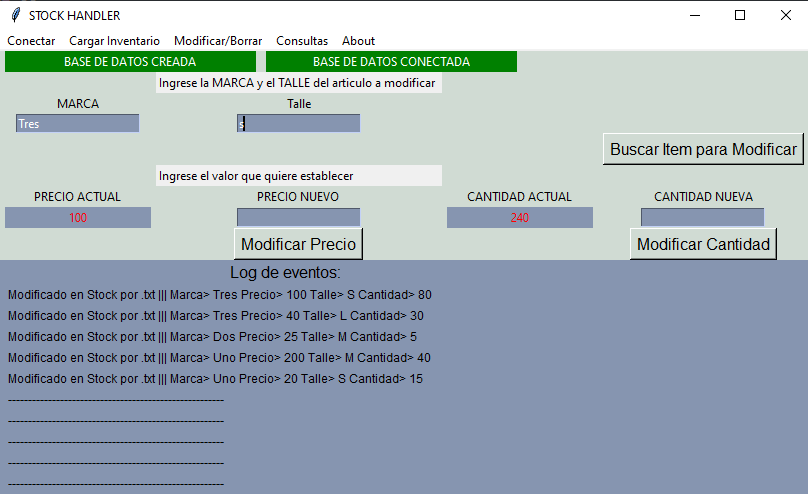 STOCK HANDLER
Conectar Cargar Inventario Modificar/Borrar Consultas About
BASE DE DATOS CREADA BASE DE DATOS CONECTADA
Ingrese la MARCA y el TALLE del articulo a modificar
MARCA Talle
Tres s
Buscar Item para Modificar
Ingrese el valor que quiere establecer
PRECIO ACTUAL PRECIO NUEVO CANTIDAD ACTUAL CANTIDAD NUEVA
100 240
Modificar Precio Modificar Cantidad
Log de eventos:
Modificado en Stock por .txt ||| Marca> Tres Precio> 100 Talle> S Cantidad> 80
Modificado en Stock por .txt ||| Marca> Tres Precio> 40 Talle> L Cantidad> 30
Modificado en Stock por .txt ||| Marca> Dos Precio> 25 Talle> M Cantidad> 5
Modificado en Stock por .txt ||| Marca> Uno Precio> 200 Talle> M Cantidad> 40
Modificado en Stock por .txt ||| Marca> Uno Precio> 20 Talle> S Cantidad> 15
------------------------------------------------------
------------------------------------------------------
------------------------------------------------------
------------------------------------------------------
------------------------------------------------------